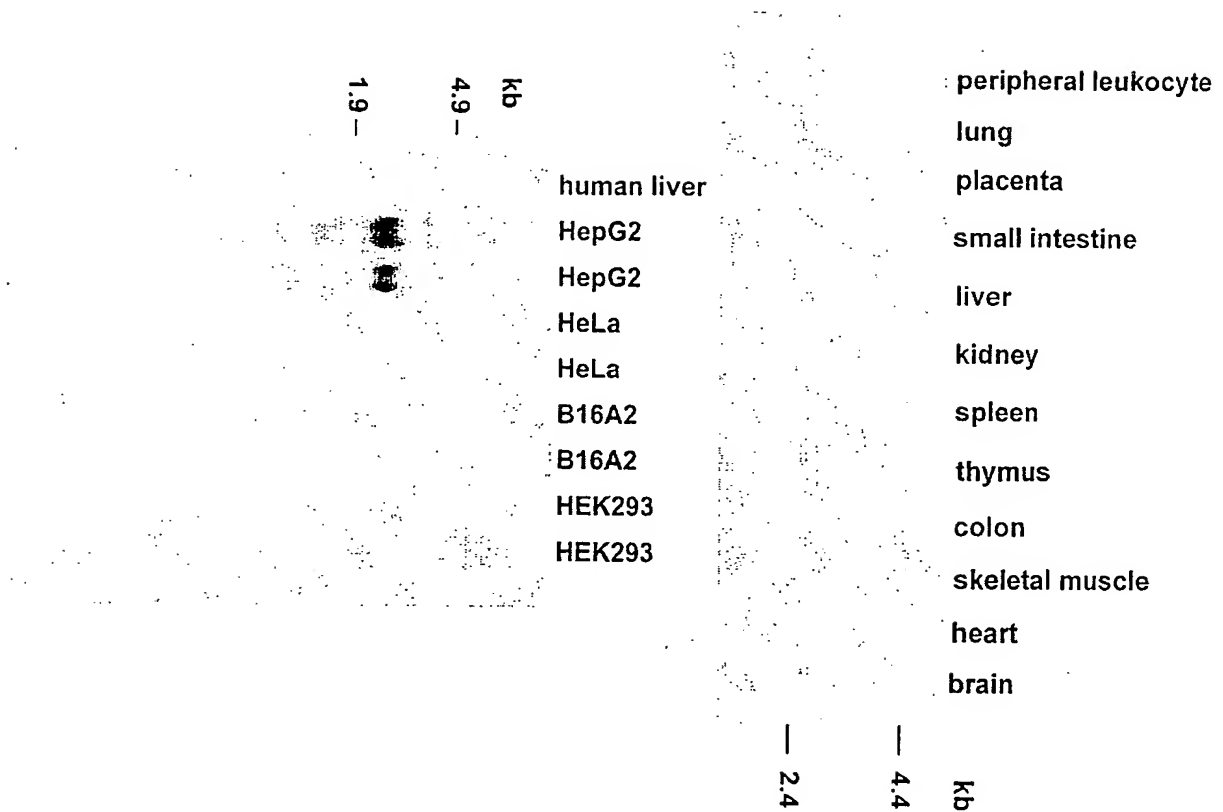 1.9 –
4.9 –
kb
human liver
HepG2
HepG2
HeLa
HeLa
B16A2
B16A2
HEK293
HEK293
peripheral leukocyte
lung
placenta
small intestine
liver
kidney
spleen
thymus
colon
skeletal muscle
heart
brain
— 2.4
— 4.4
kb